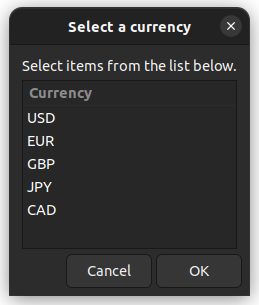 Select a currency
Select items from the list below.
Currency
USD
EUR
GBP
JPY
CAD
Cancel OK